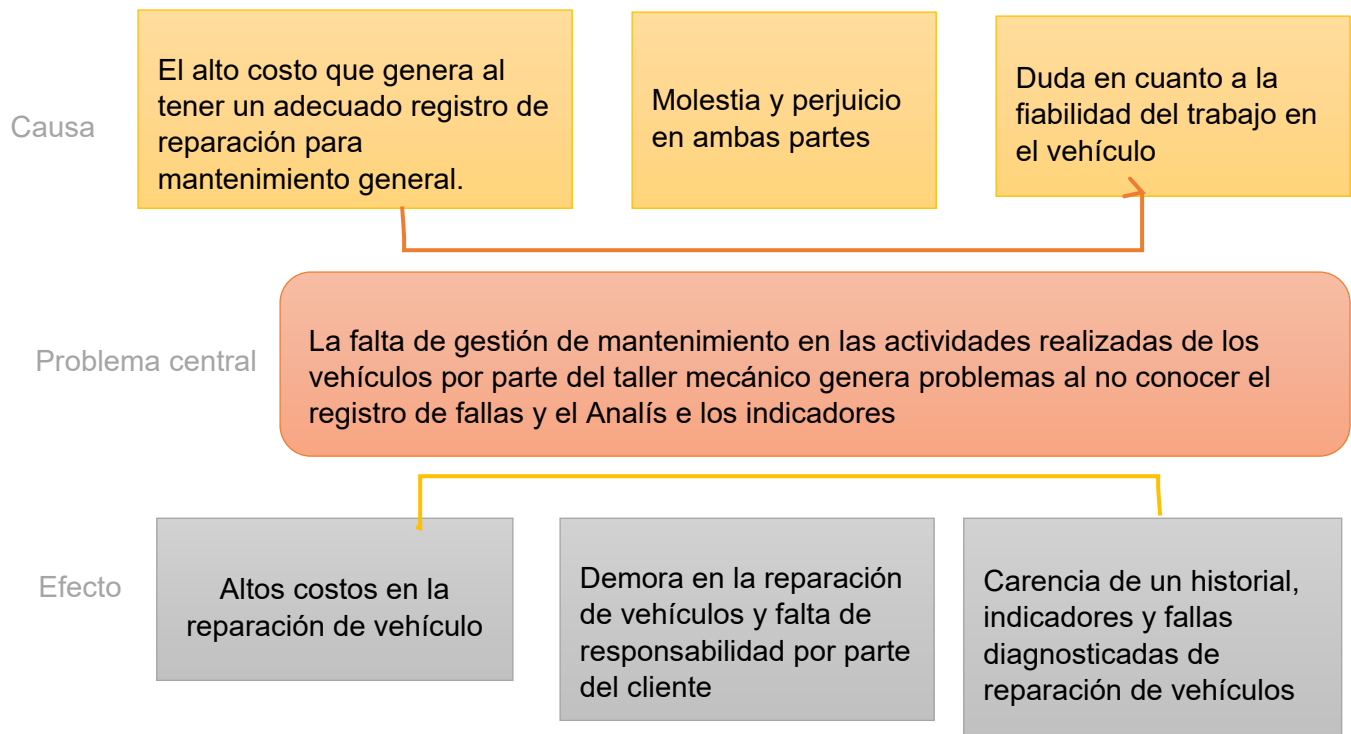 Causa
El alto costo que genera al
tener un adecuado registro de
reparación para
mantenimiento general.
Molestia y perjuicio
en ambas partes
Duda en cuanto a la
fiabilidad del trabajo en
el vehículo
Problema central
La falta de gestión de mantenimiento en las actividades realizadas de los
vehículos por parte del taller mecánico genera problemas al no conocer el
registro de fallas y el Analís e los indicadores
Efecto
Altos costos en la
reparación de vehículo
Demora en la reparación
de vehículos y falta de
responsabilidad por parte
del cliente
Carencia de un historial,
indicadores y fallas
diagnosticadas de
reparación de vehículos